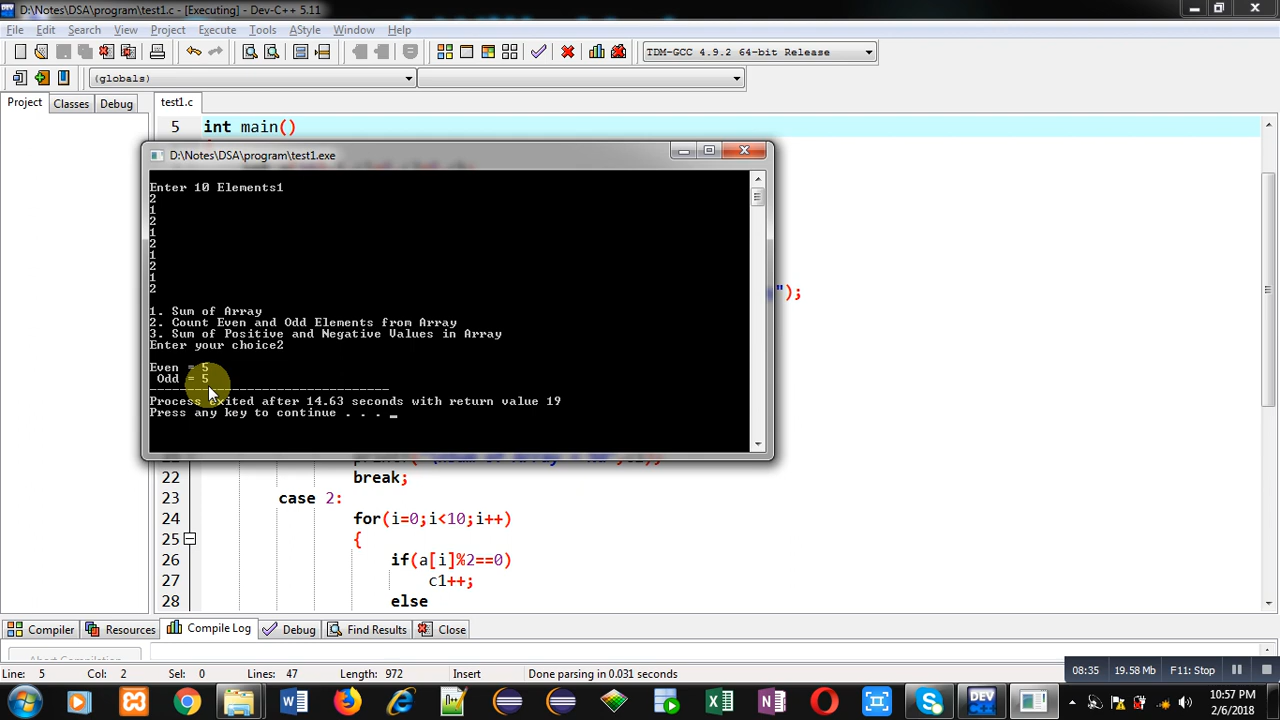 D:\Notes\DSA\program\test1.c - [Executing] - Dev-C++ 5.11
File Edit Search View Project Execute Tools AStyle Window Help
TDM-GCC 4.9.2 64-bit Release
(globals)
Project Classes Debug test1.c
5 int main()
D:\Notes\DSA\program\test1.exe
Enter 10 Elements1
2
1
2
1
2
1
2
1
2
");
1. Sum of Array
2. Count Even and Odd Elements from Array
3. Sum of Positive and Negative Values in Array
Enter your choice2
Even = 5
Odd = 5
--------------------------------
Process exited after 14.63 seconds with return value 19
Press any key to continue . . . _
22 break;
23 case 2:
24 for(i=0;i<10;i++)
25 {
26 if(a[i]%2==0)
27 c1++;
28 else
Compiler Resources Compile Log Debug Find Results Close
Abort Compilation
Line: 5 Col: 2 Sel: 0 Lines: 47 Length: 972 Insert Done parsing in 0.031 seconds
08:35 19.58 Mb F11: Stop
10:57 PM
2/6/2018